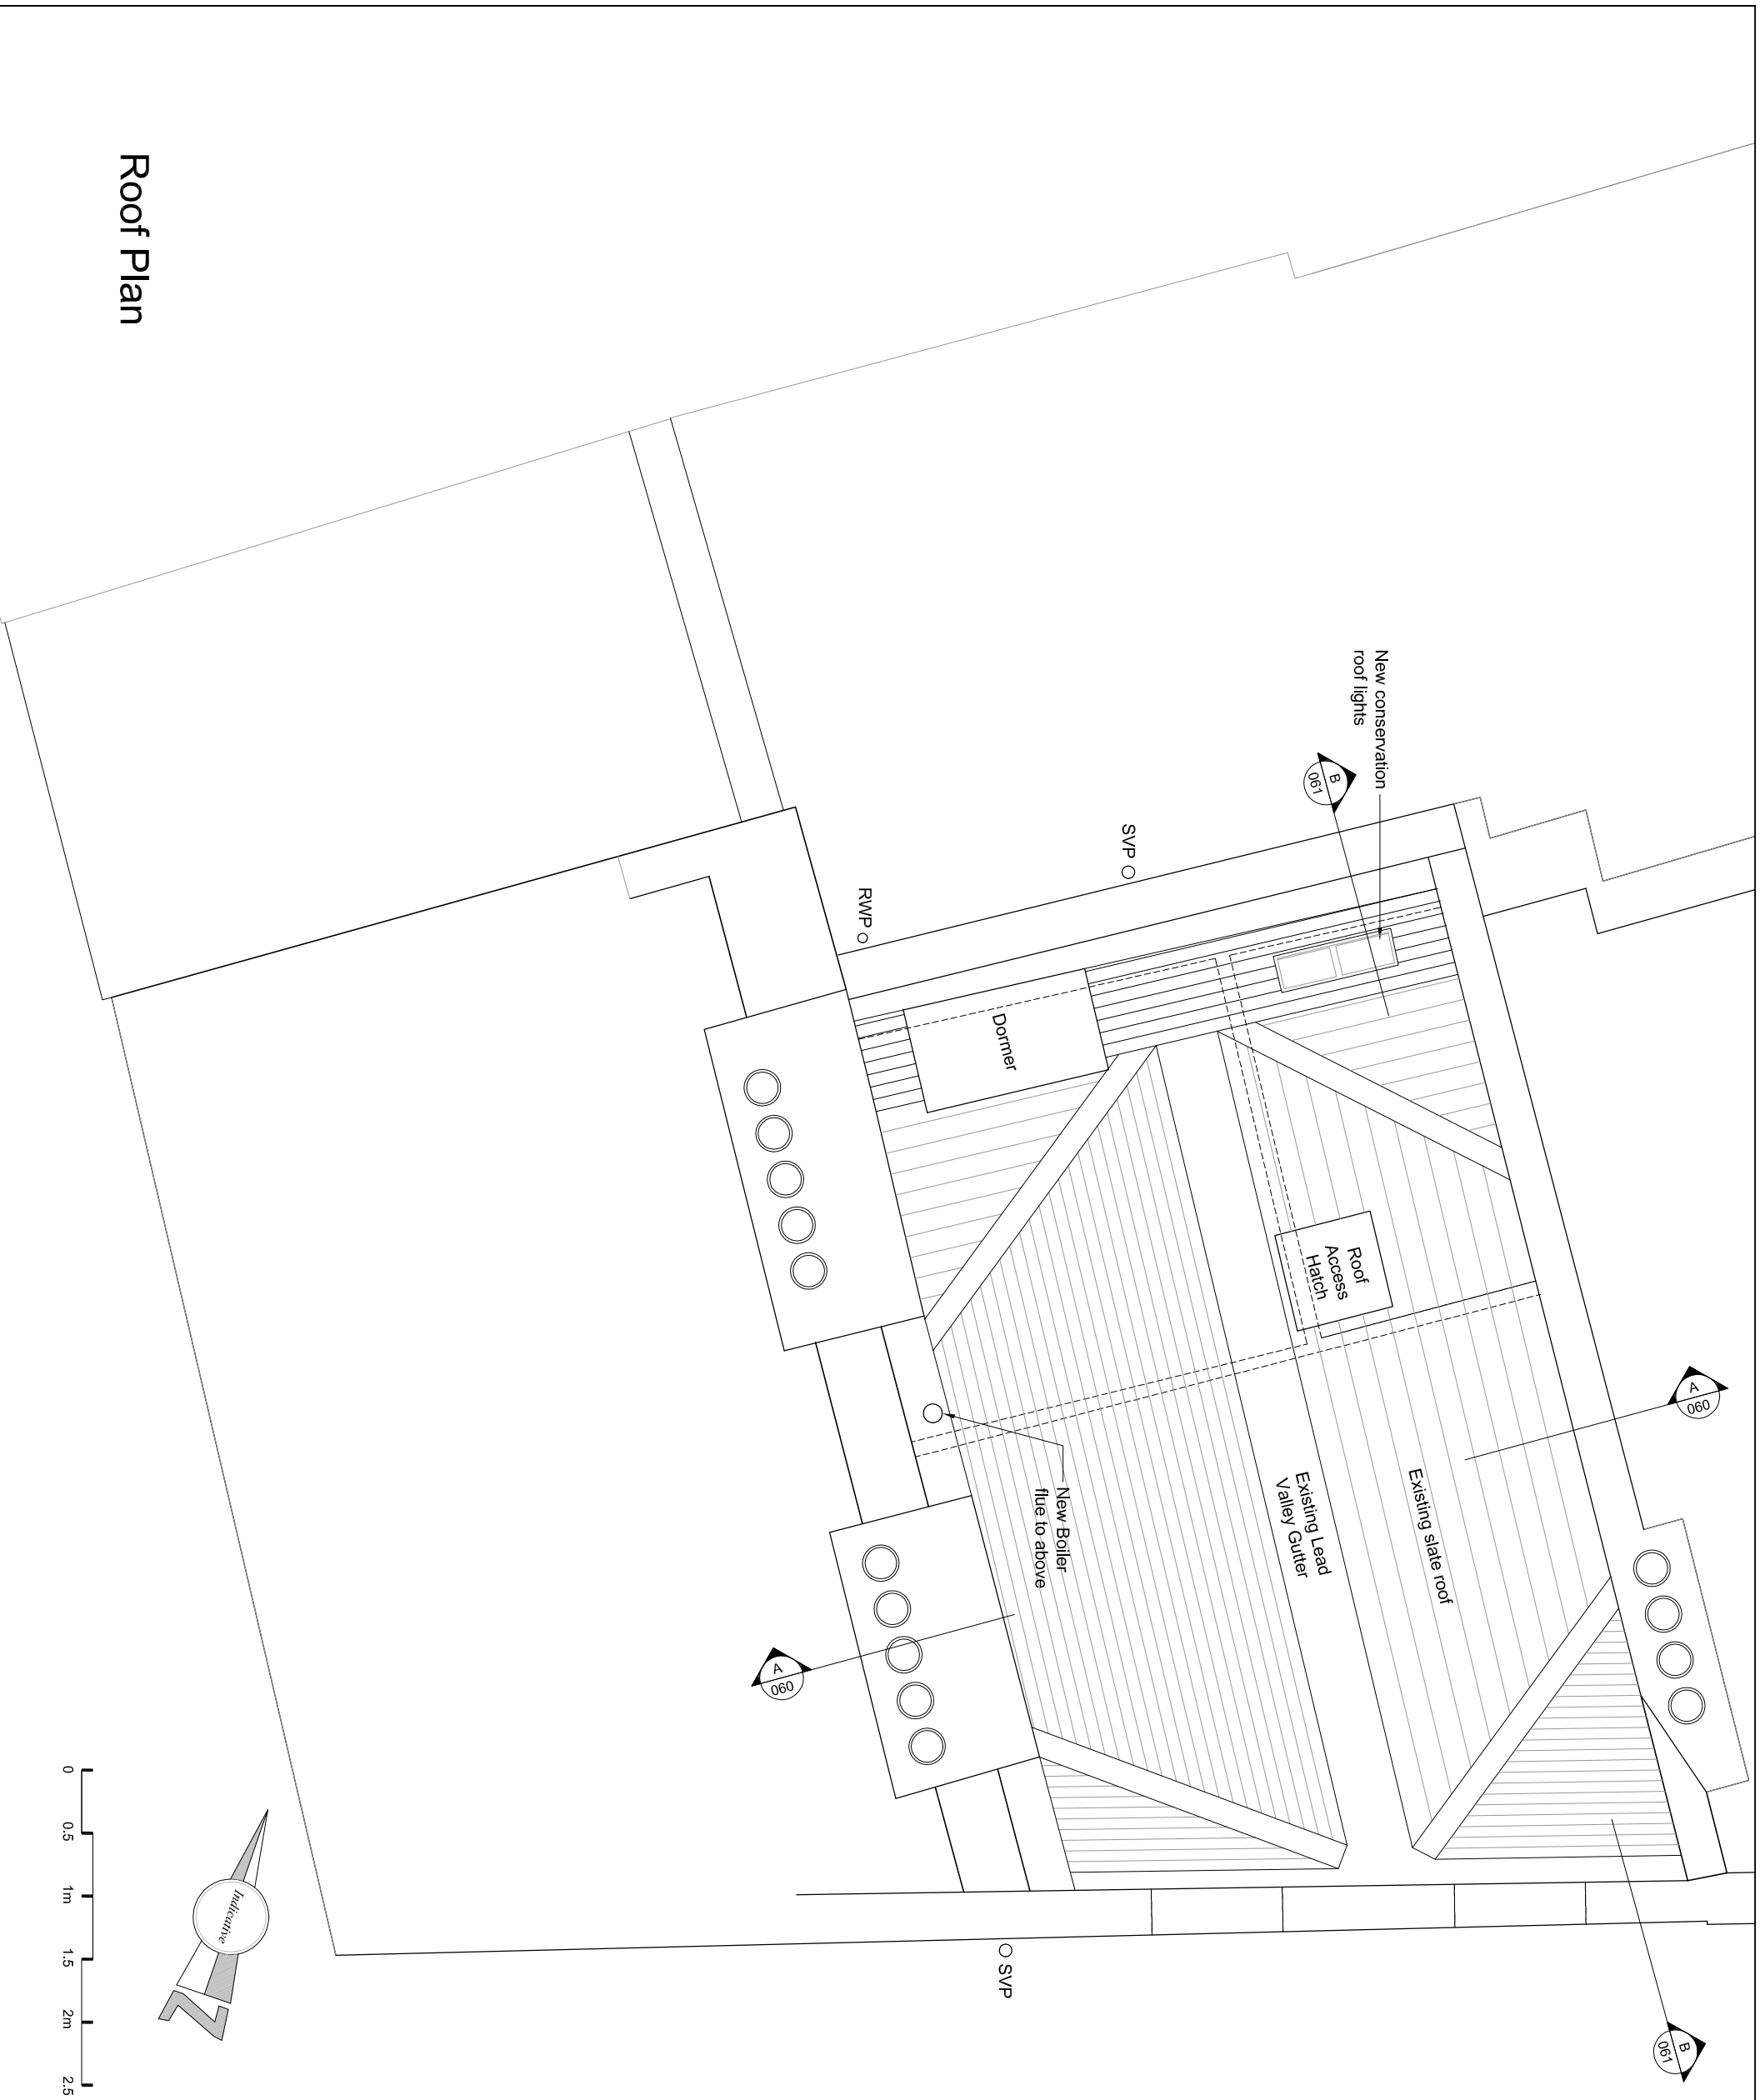 New conservation
roof lights
B
061
SVP
RWP
Dormer
Roof
Access
Hatch
A
060
Existing slate roof
Existing Lead
Valley Gutter
New Boiler
flue to above
A
060
SVP
B
061
Roof Plan
Indicative
N
0
0.5
1m
1.5
2m
2.5